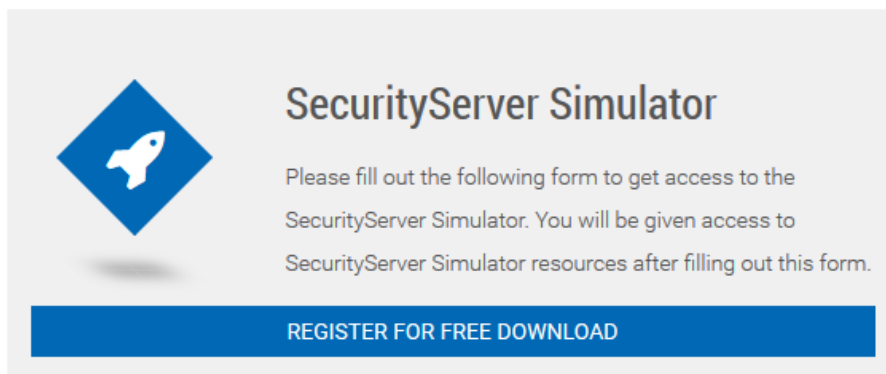 SecurityServer Simulator
Please fill out the following form to get access to the
SecurityServer Simulator. You will be given access to
SecurityServer Simulator resources after filling out this form.
REGISTER FOR FREE DOWNLOAD